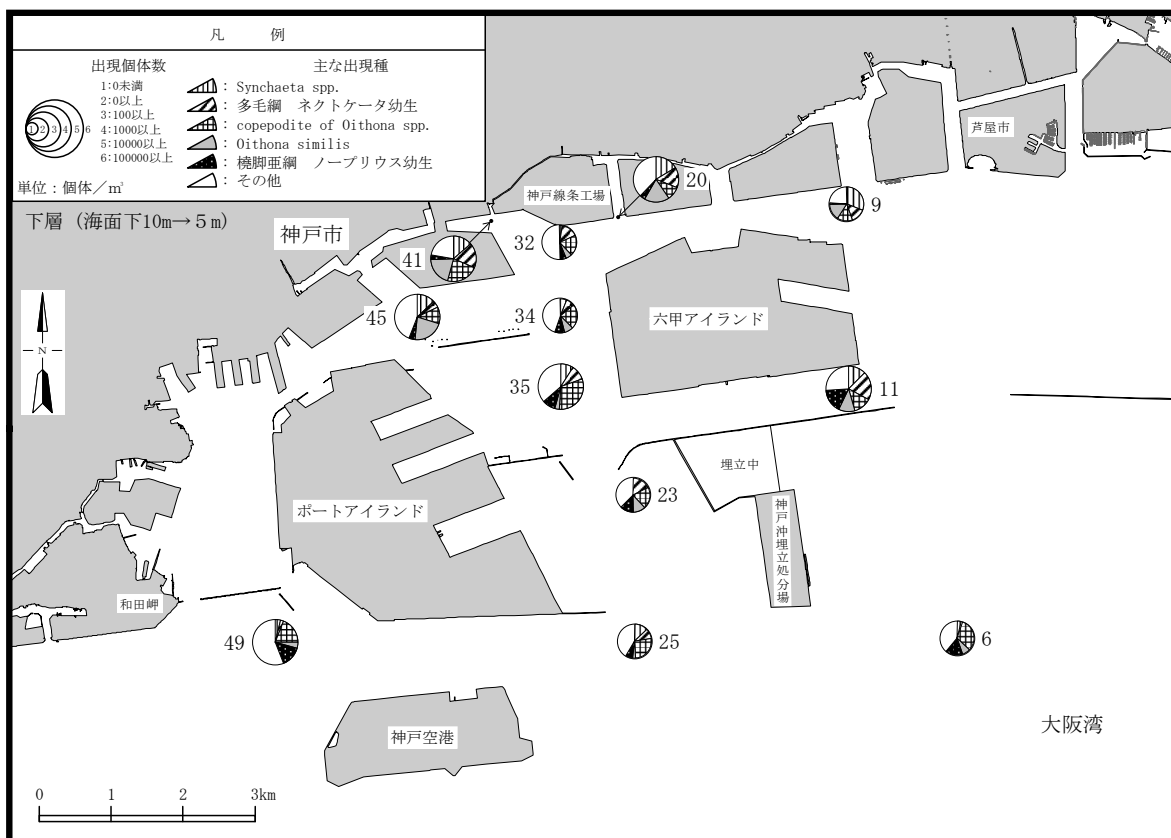 凡　例
出現個体数
1:0未満
2:0以上
3:100以上
4:1000以上
5:10000以上
6:100000以上
1 2 3 4 5 6
単位：個体／㎥
主な出現種
： Synchaeta spp.
： 多毛綱　ネクトケータ幼生
： copepodite of Oithona spp.
： Oithona similis
： 橈脚亜綱　ノープリウス幼生
： その他
下層（海面下10m→５m）
芦屋市
神戸線条工場
20
9
神戸市
32
41
N
45
34
六甲アイランド
35
11
埋立中
23
ポートアイランド
神戸沖埋立処分場
和田岬
49
25
6
大阪湾
神戸空港
0 1 2 3km